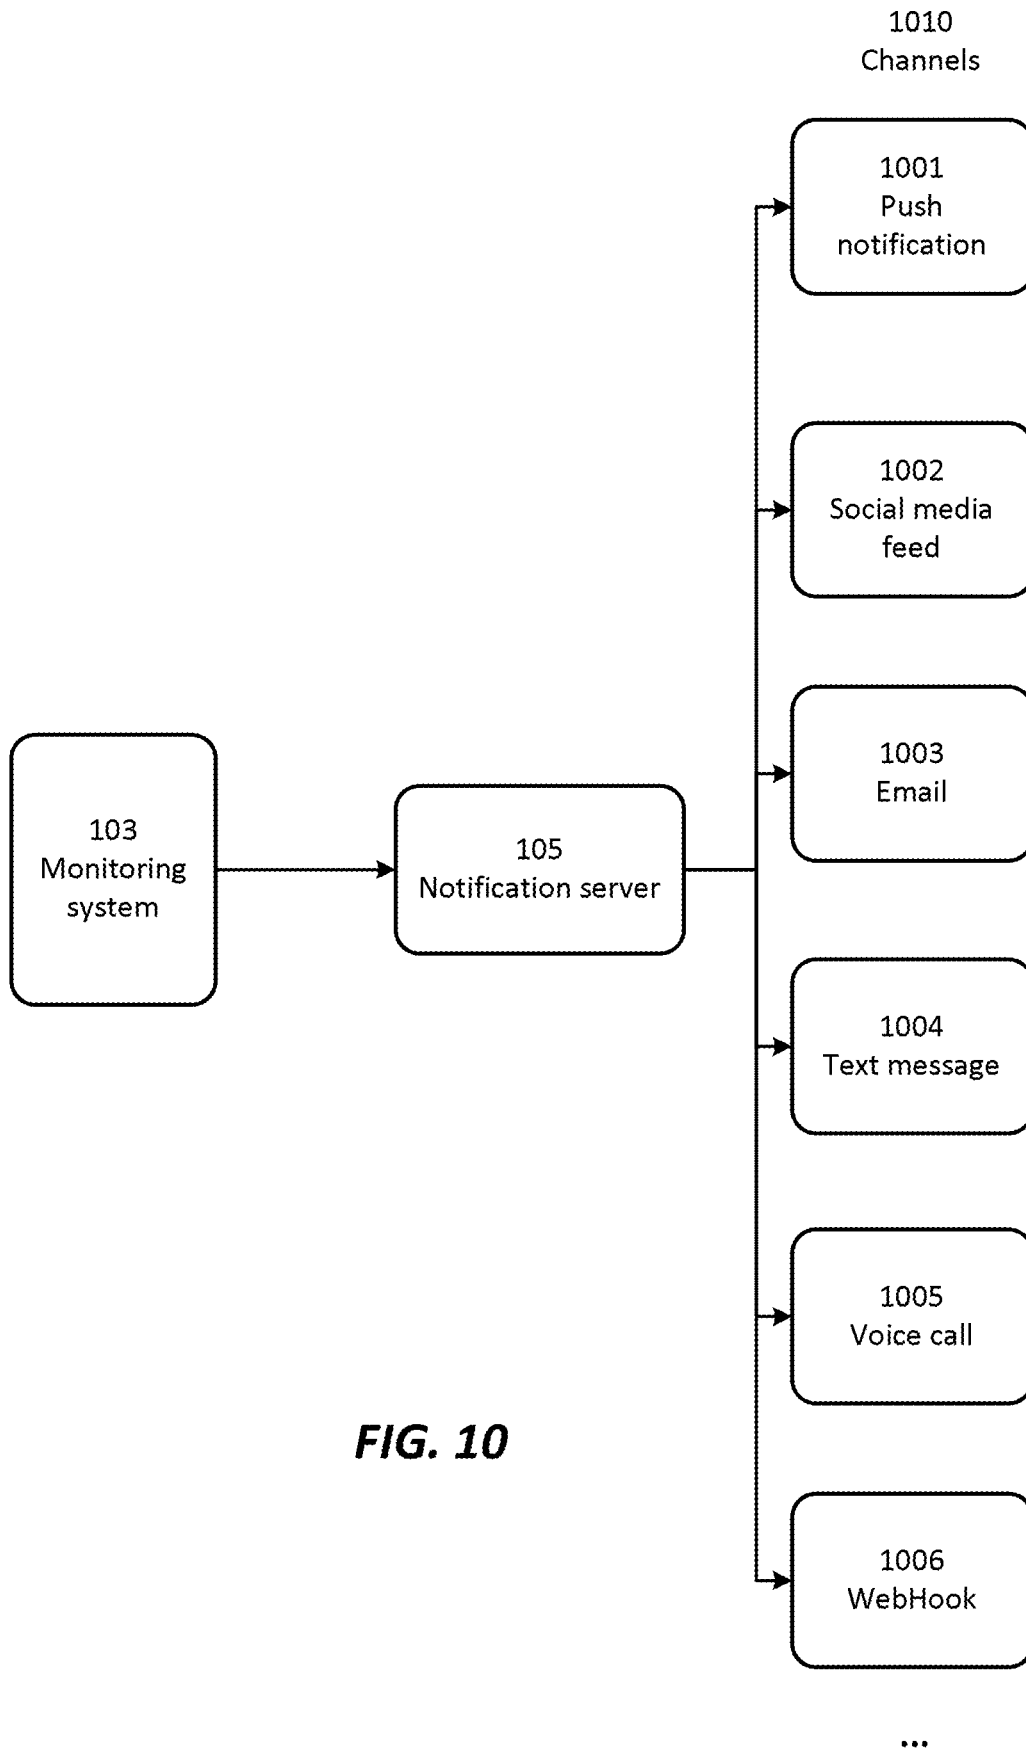 1010
Channels
1001
Push
notification
1002
Social media
feed
1003
Email
103
Monitoring
system
105
Notification server
1004
Text message
1005
Voice call
FIG. 10
1006
WebHook
...